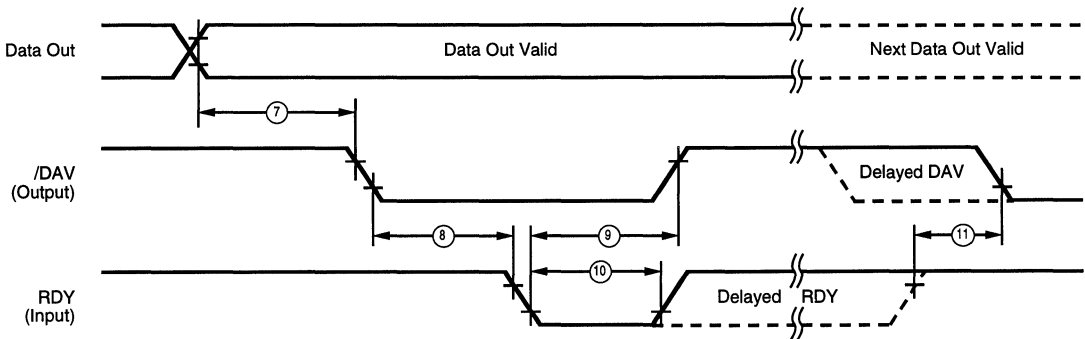 Data Out
Data Out Valid
Next Data Out Valid
7
/DAV
(Output)
Delayed DAV
8
9
11
10
RDY
(Input)
Delayed RDY